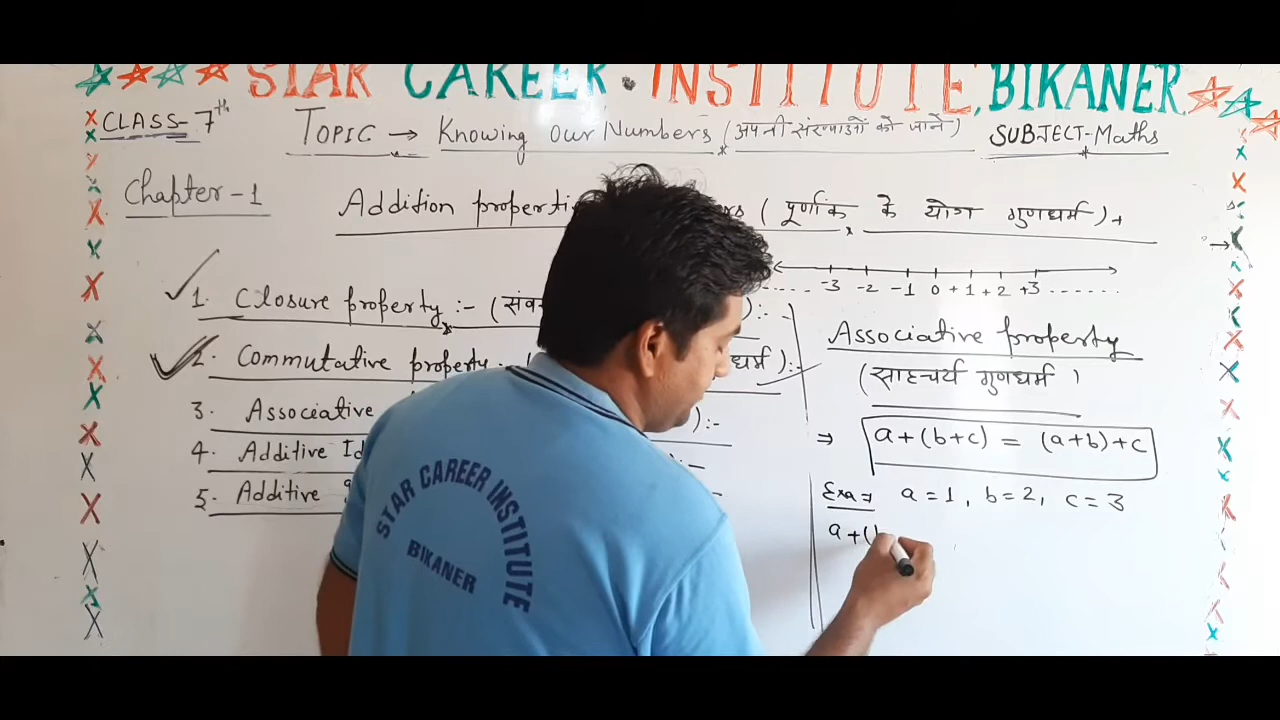 STAR CAREER INSTITUTE, BIKANER
CLASS- 7th
TOPIC → Knowing Our Numbers (अपनी संख्याओं को जाने)
SUBJECT-Maths
Chapter-1
Addition properti
rs (पूर्णांक के योग गुणधर्म)
-3 -2 -1 0 +1 +2 +3
1. Closure property :- (संव
):-
2. Commutative property
धर्म):-
3. Associative
):-
4. Additive Id
5. Additive
Associative property
(साहचर्य गुणधर्म)
⇒ a+(b+c) = (a+b)+c
Exa⇒ a=1, b=2, c=3
a+(
STAR CAREER INSTITUTE
BIKANER